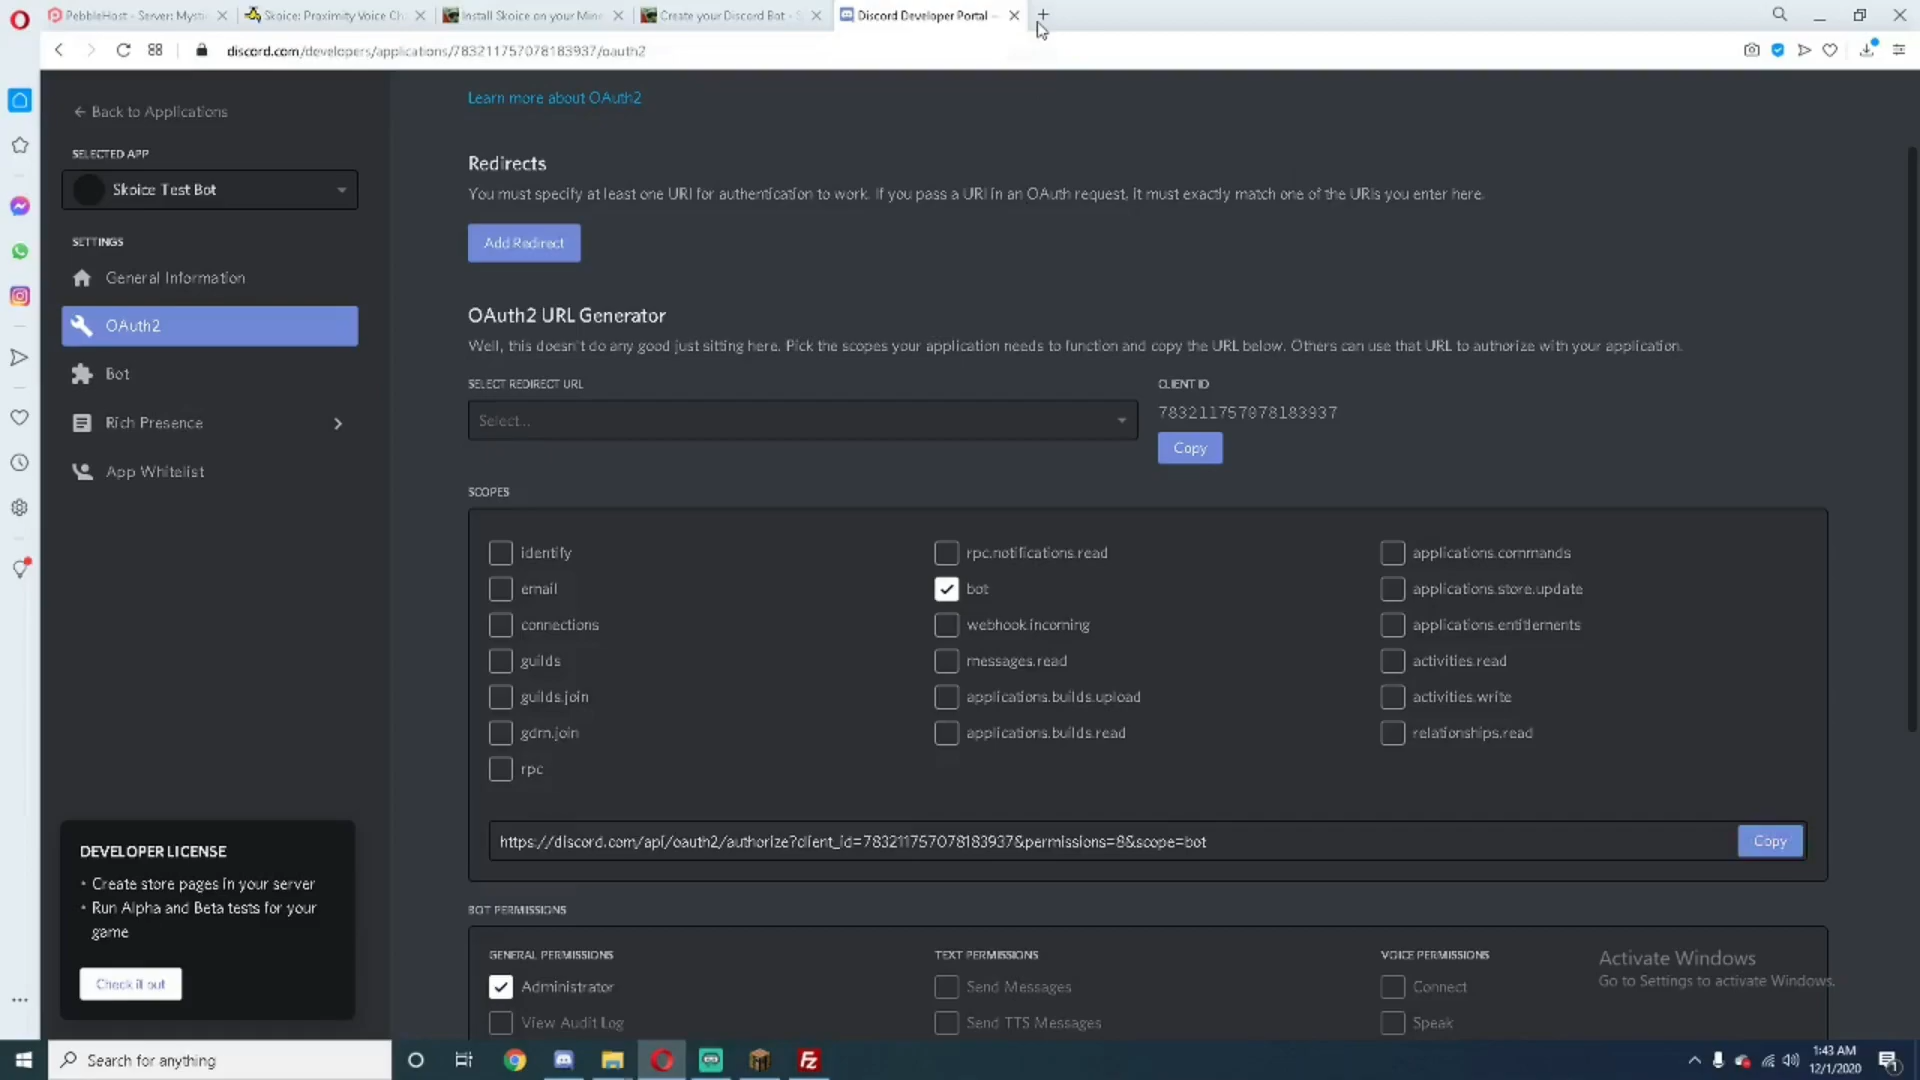 PebbleHost - Server: Mysti
Skoice: Proximity Voice Ch
Install Skoice on your Mine
Create your Discord Bot - S
Discord Developer Portal —
discord.com/developers/applications/783211757078183937/oauth2
Learn more about OAuth2
← Back to Applications
SELECTED APP
Skoice Test Bot
SETTINGS
General Information
OAuth2
Bot
Rich Presence
App Whitelist
Redirects
You must specify at least one URI for authentication to work. If you pass a URI in an OAuth request, it must exactly match one of the URIs you enter here.
Add Redirect
OAuth2 URL Generator
Well, this doesn't do any good just sitting here. Pick the scopes your application needs to function and copy the URL below. Others can use that URL to authorize with your application.
SELECT REDIRECT URL
Select...
CLIENT ID
783211757078183937
Copy
SCOPES
identify
email
connections
guilds
guilds.join
gdm.join
rpc
rpc.notifications.read
bot
webhook.incoming
messages.read
applications.builds.upload
applications.builds.read
applications.commands
applications.store.update
applications.entitlements
activities.read
activities.write
relationships.read
https://discord.com/api/oauth2/authorize?client_id=783211757078183937&permissions=8&scope=bot
Copy
DEVELOPER LICENSE
• Create store pages in your server
• Run Alpha and Beta tests for your
game
Check it out
BOT PERMISSIONS
GENERAL PERMISSIONS
Administrator
View Audit Log
TEXT PERMISSIONS
Send Messages
Send TTS Messages
VOICE PERMISSIONS
Connect
Speak
Activate Windows
Go to Settings to activate Windows.
Search for anything
1:43 AM
12/1/2020
1